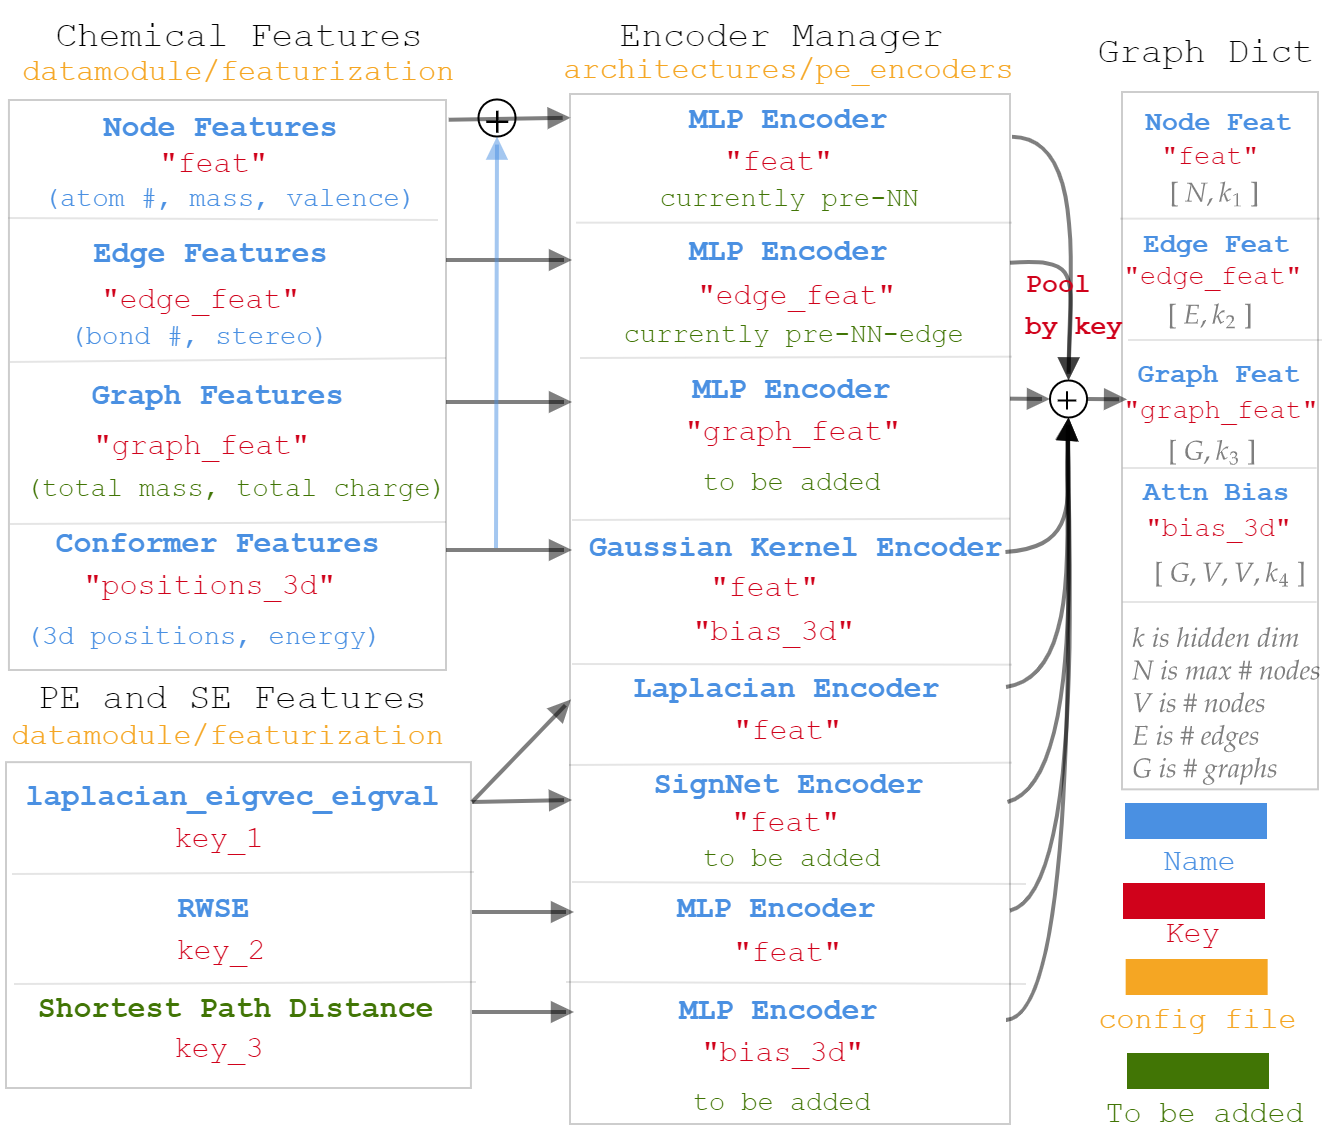 Chemical Features
datamodule/featurization
Node Features
"feat"
(atom #, mass, valence)
Edge Features
"edge_feat"
(bond #, stereo)
Graph Features
"graph_feat"
(total mass, total charge)
Conformer Features
"positions_3d"
(3d positions, energy)
PE and SE Features
datamodule/featurization
laplacian_eigvec_eigval
key_1
RWSE
key_2
Shortest Path Distance
key_3
Encoder Manager
architectures/pe_encoders
MLP Encoder
"feat"
currently pre-NN
MLP Encoder
"edge_feat"
currently pre-NN-edge
MLP Encoder
"graph_feat"
to be added
Gaussian Kernel Encoder
"feat"
"bias_3d"
Laplacian Encoder
"feat"
SignNet Encoder
"feat"
to be added
MLP Encoder
"feat"
MLP Encoder
"bias_3d"
to be added
Pool
by key
Graph Dict
Node Feat
"feat"
[ N, k₁ ]
Edge Feat
"edge_feat"
[ E, k₂ ]
Graph Feat
"graph_feat"
[ G, k₃ ]
Attn Bias
"bias_3d"
[ G, V, V, k₄ ]
k is hidden dim
N is max # nodes
V is # nodes
E is # edges
G is # graphs
Name
Key
config file
To be added